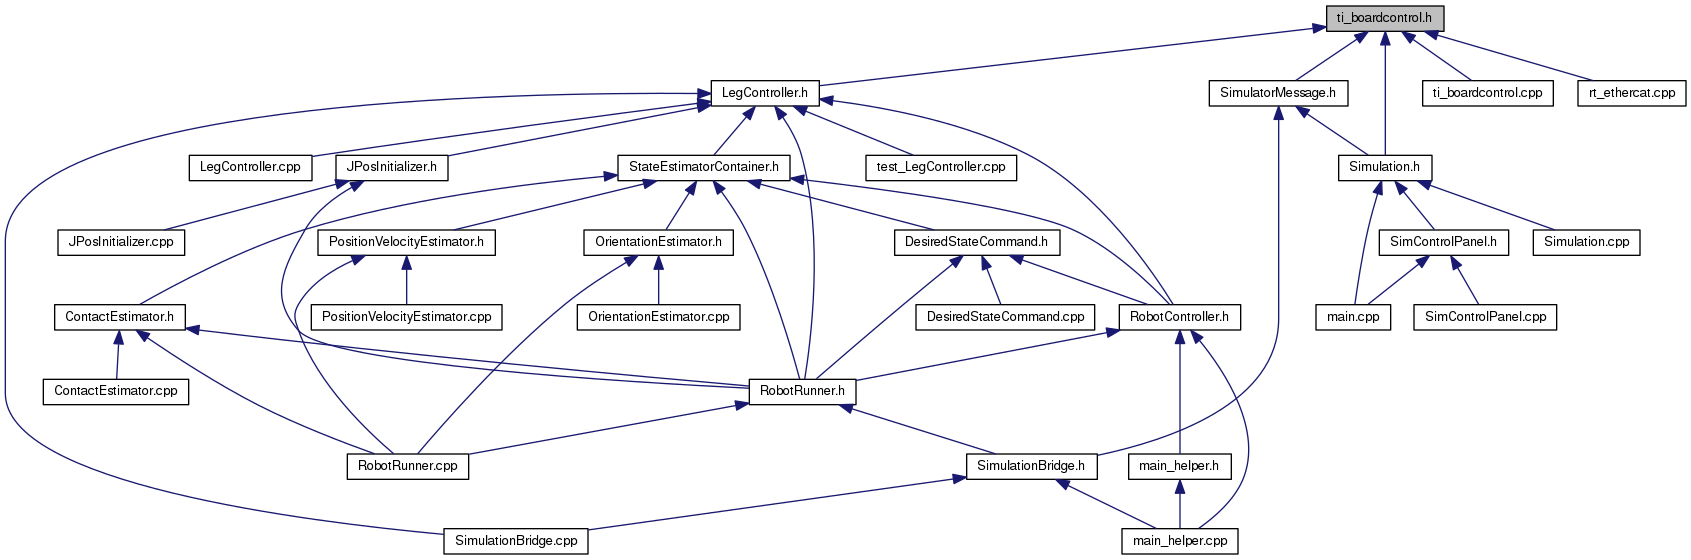 ti_boardcontrol.h
LegController.h
SimulatorMessage.h
ti_boardcontrol.cpp
rt_ethercat.cpp
LegController.cpp
JPosInitializer.h
StateEstimatorContainer.h
test_LegController.cpp
Simulation.h
JPosInitializer.cpp
PositionVelocityEstimator.h
OrientationEstimator.h
DesiredStateCommand.h
SimControlPanel.h
Simulation.cpp
ContactEstimator.h
PositionVelocityEstimator.cpp
OrientationEstimator.cpp
DesiredStateCommand.cpp
RobotController.h
main.cpp
SimControlPanel.cpp
ContactEstimator.cpp
RobotRunner.h
RobotRunner.cpp
SimulationBridge.h
main_helper.h
SimulationBridge.cpp
main_helper.cpp